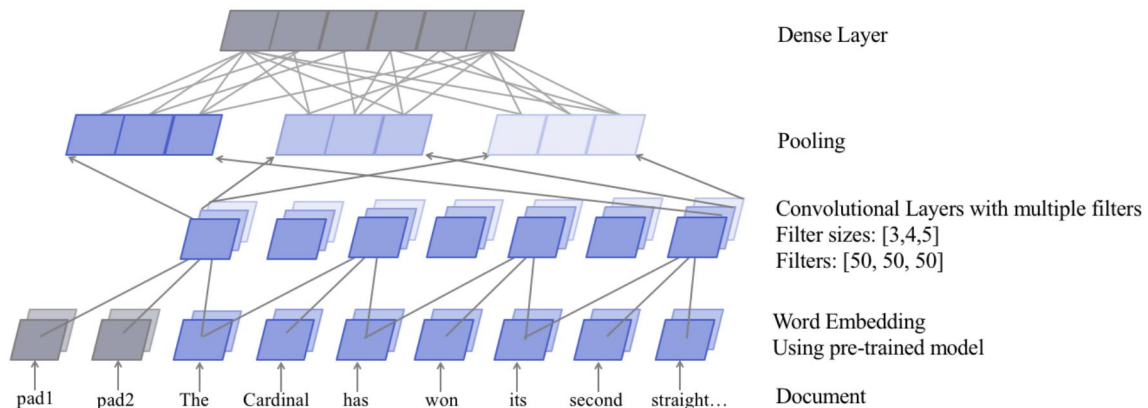 Dense Layer
Pooling
Convolutional Layers with multiple filters
Filter sizes: [3,4,5]
Filters: [50, 50, 50]
Word Embedding
Using pre-trained model
pad1 pad2 The Cardinal has won its second straight... Document